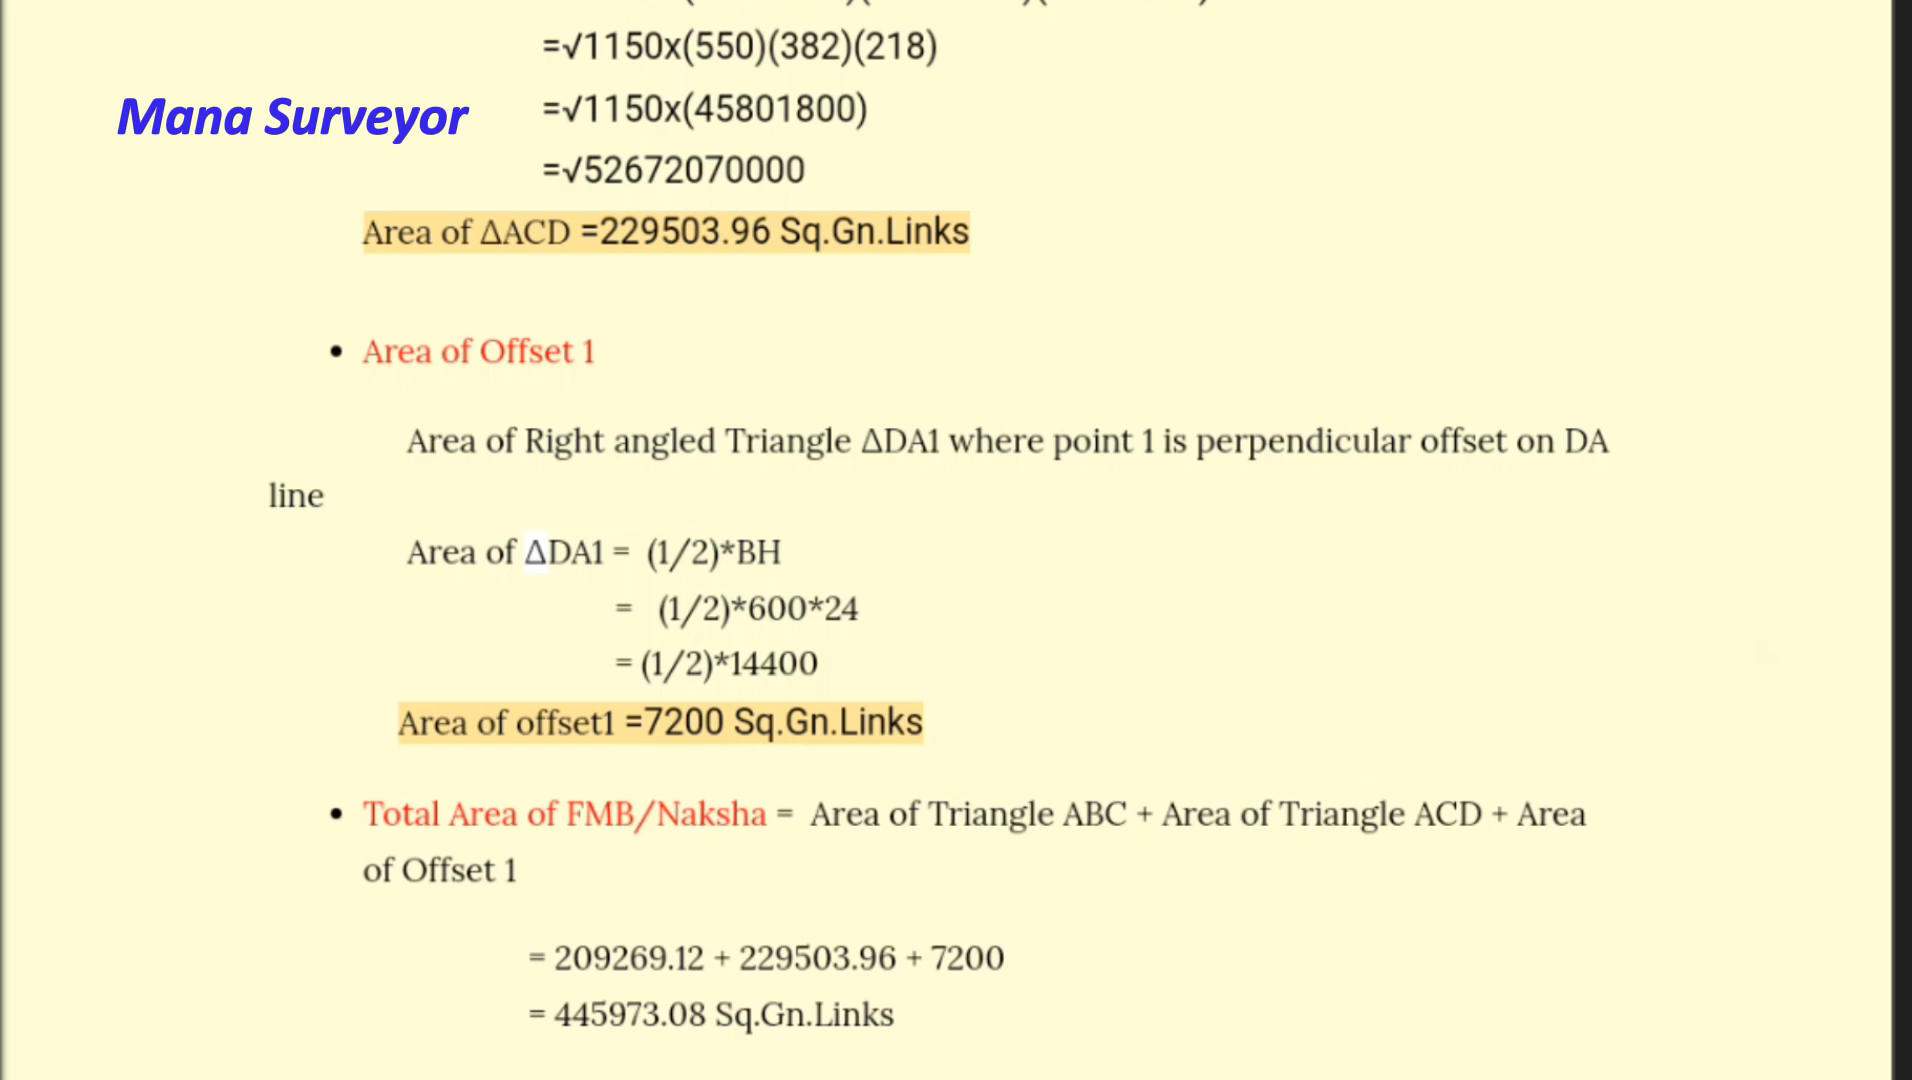 =√1150x(550)(382)(218)
Mana Surveyor
=√1150x(45801800)
=√52672070000
Area of ΔACD =229503.96 Sq.Gn.Links
• Area of Offset 1
Area of Right angled Triangle ΔDA1 where point 1 is perpendicular offset on DA
line
Area of ΔDA1 = (1/2)*BH
= (1/2)*600*24
= (1/2)*14400
Area of offset1 =7200 Sq.Gn.Links
• Total Area of FMB/Naksha = Area of Triangle ABC + Area of Triangle ACD + Area
of Offset 1
= 209269.12 + 229503.96 + 7200
= 445973.08 Sq.Gn.Links